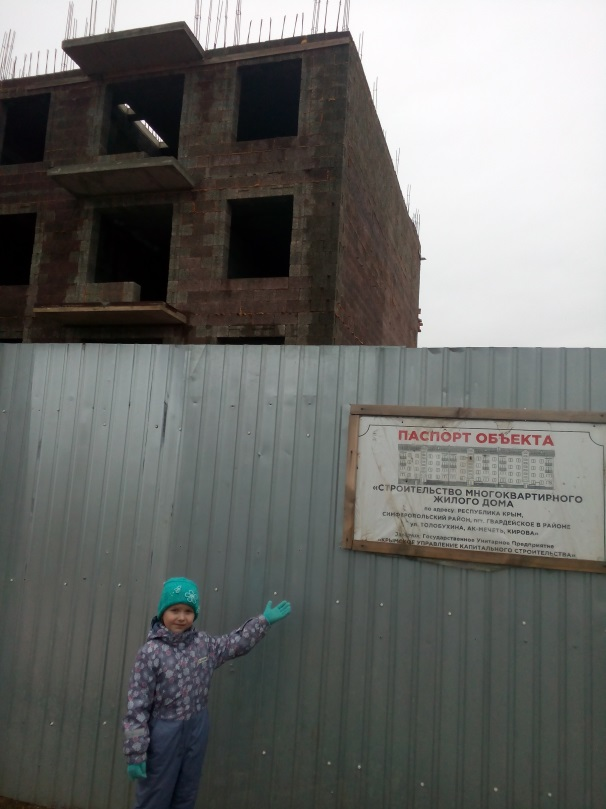 ПАСПОРТ ОБЪЕКТА
«СТРОИТЕЛЬСТВО МНОГОКВАРТИРНОГО
ЖИЛОГО ДОМА
по адресу: РЕСПУБЛИКА КРЫМ,
СИМФЕРОПОЛЬСКИЙ РАЙОН, пгт. ГВАРДЕЙСКОЕ В РАЙОНЕ
ул. ГОЛОБУХИНА, АК-МЕЧЕТЬ, КИРОВА»
Государственное Унитарное Предприятие
«КРЫМСКОЕ УПРАВЛЕНИЕ КАПИТАЛЬНОГО СТРОИТЕЛЬСТВА»